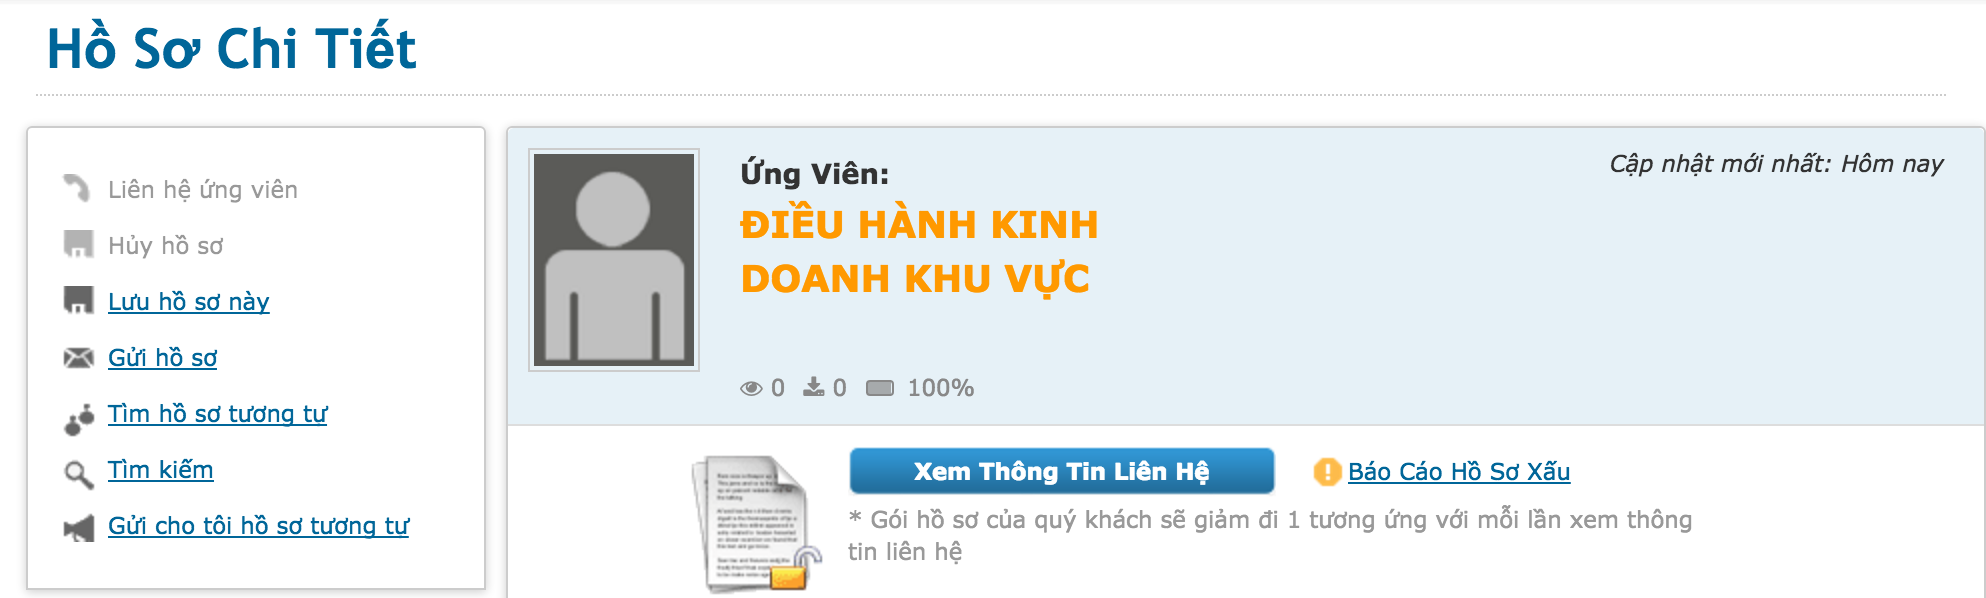 Hồ Sơ Chi Tiết
Liên hệ ứng viên
Hủy hồ sơ
Lưu hồ sơ này
Gửi hồ sơ
Tìm hồ sơ tương tự
Tìm kiếm
Gửi cho tôi hồ sơ tương tự
Ứng Viên:
ĐIỀU HÀNH KINH
DOANH KHU VỰC
Cập nhật mới nhất: Hôm nay
0 0 100%
Xem Thông Tin Liên Hệ
Báo Cáo Hồ Sơ Xấu
* Gói hồ sơ của quý khách sẽ giảm đi 1 tương ứng với mỗi lần xem thông
tin liên hệ